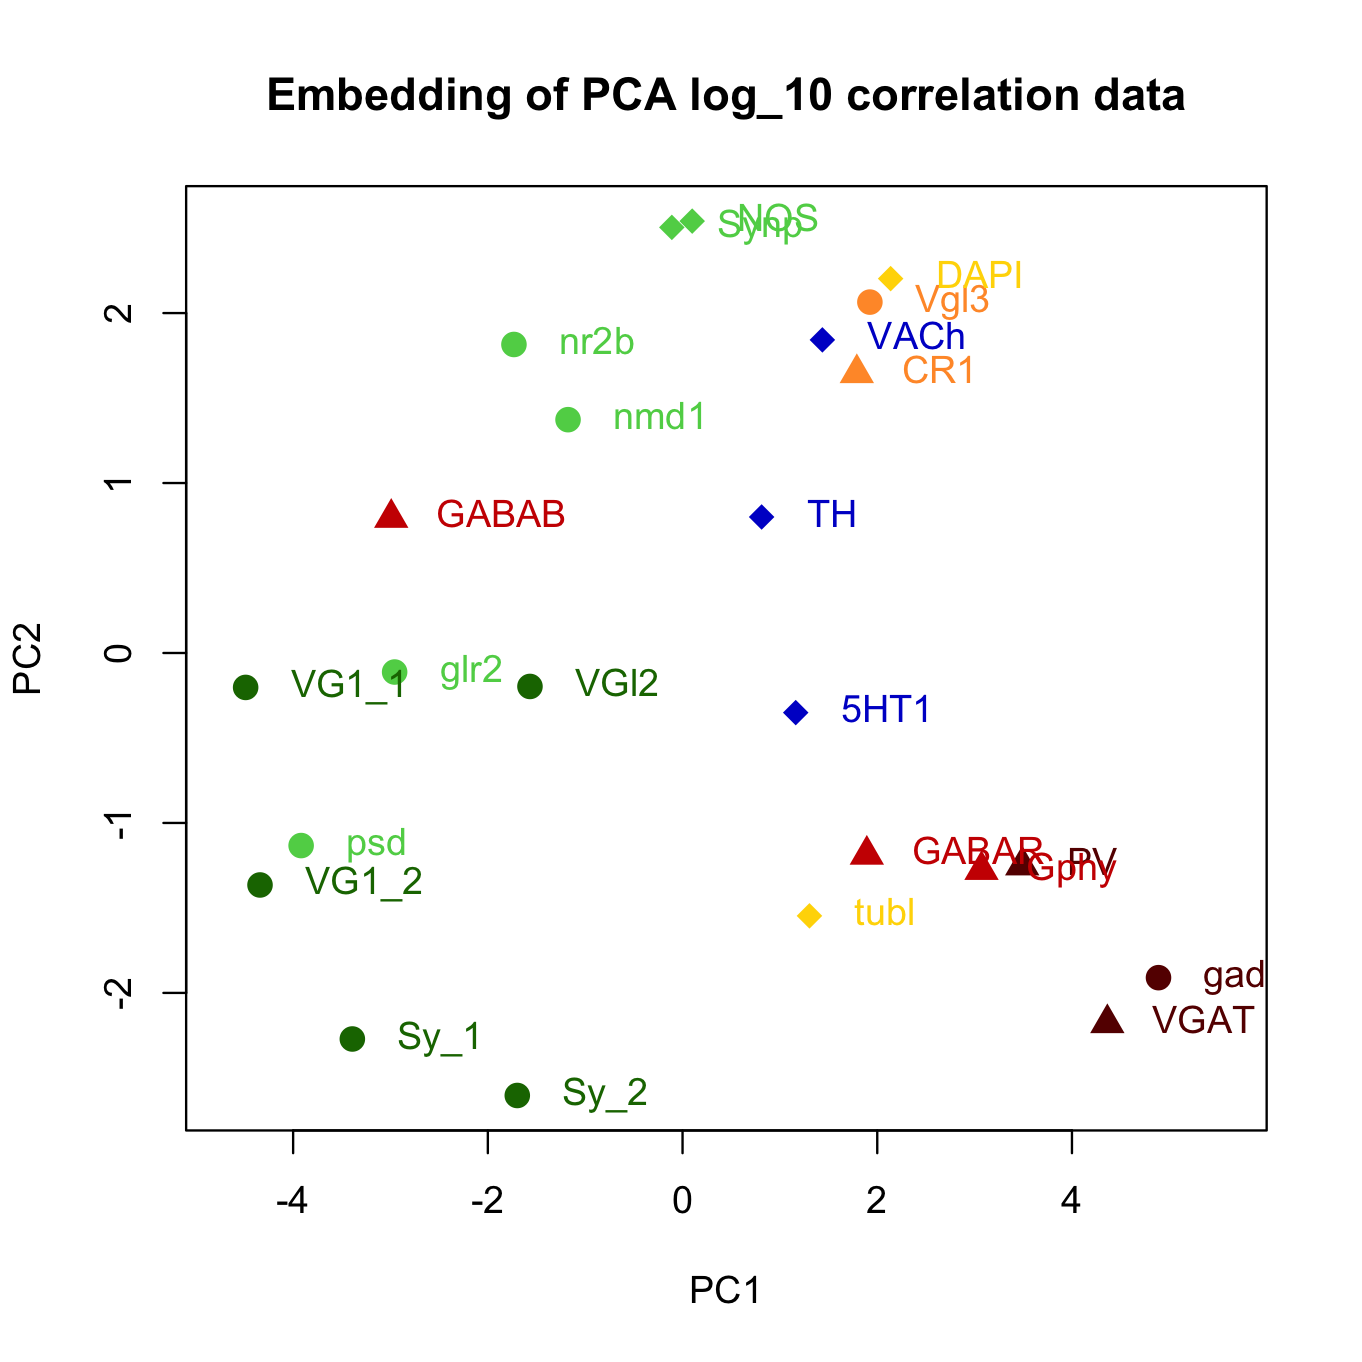 Embedding of PCA log_10 correlation data
NOS
Synp
DAPI
Vgl3
VACh
CR1
nr2b
nmd1
GABAB
TH
glr2
VG1_1
VGl2
5HT1
psd
VG1_2
GABAR
PV
Gphy
tubl
gad
VGAT
Sy_1
Sy_2
2
1
0
-1
-2
PC2
-4
-2
0
2
4
PC1